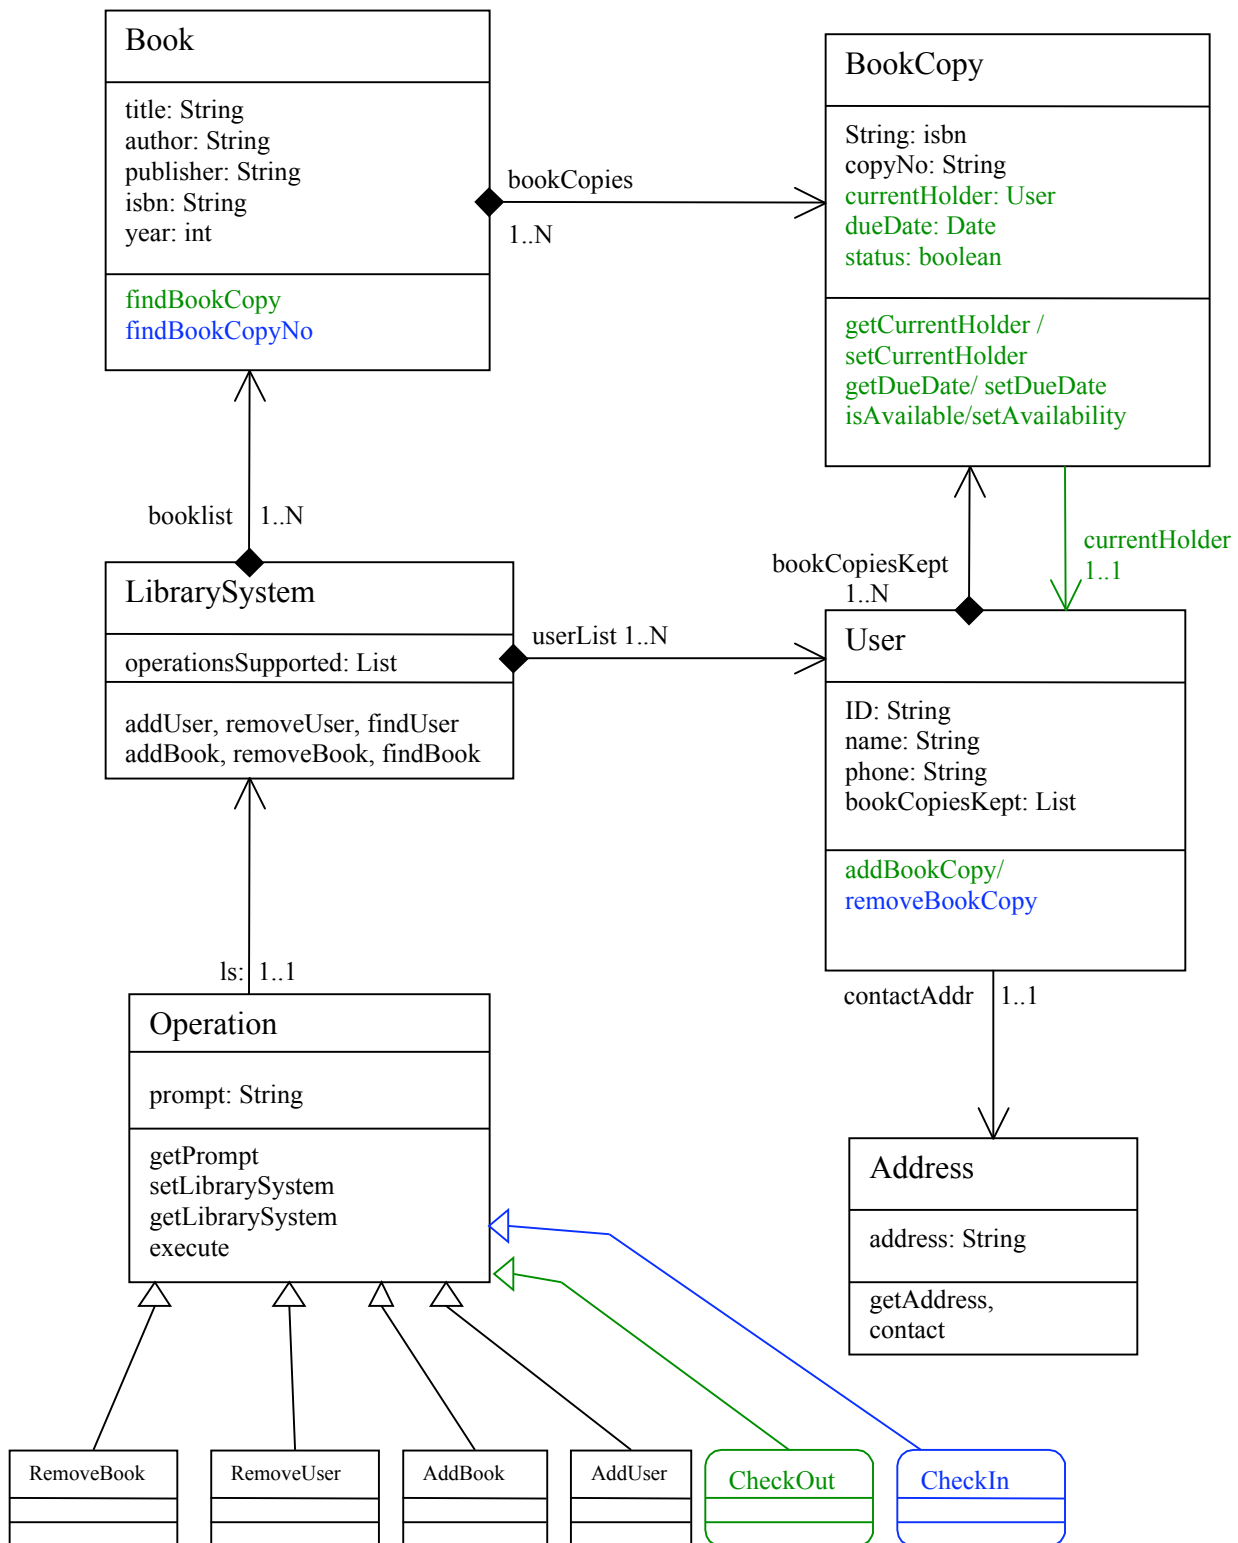 Book
title: String
author: String
publisher: String
isbn: String
year: int
findBookCopy
findBookCopyNo
bookCopies
1..N
BookCopy
String: isbn
copyNo: String
currentHolder: User
dueDate: Date
status: boolean
getCurrentHolder /
setCurrentHolder
getDueDate/ setDueDate
isAvailable/setAvailability
booklist 1..N
bookCopiesKept
1..N
currentHolder
1..1
LibrarySystem
operationsSupported: List
addUser, removeUser, findUser
addBook, removeBook, findBook
userList 1..N
User
ID: String
name: String
phone: String
bookCopiesKept: List
addBookCopy/
removeBookCopy
ls: 1..1
contactAddr 1..1
Operation
prompt: String
getPrompt
setLibrarySystem
getLibrarySystem
execute
Address
address: String
getAddress,
contact
RemoveBook
RemoveUser
AddBook
AddUser
CheckOut
CheckIn